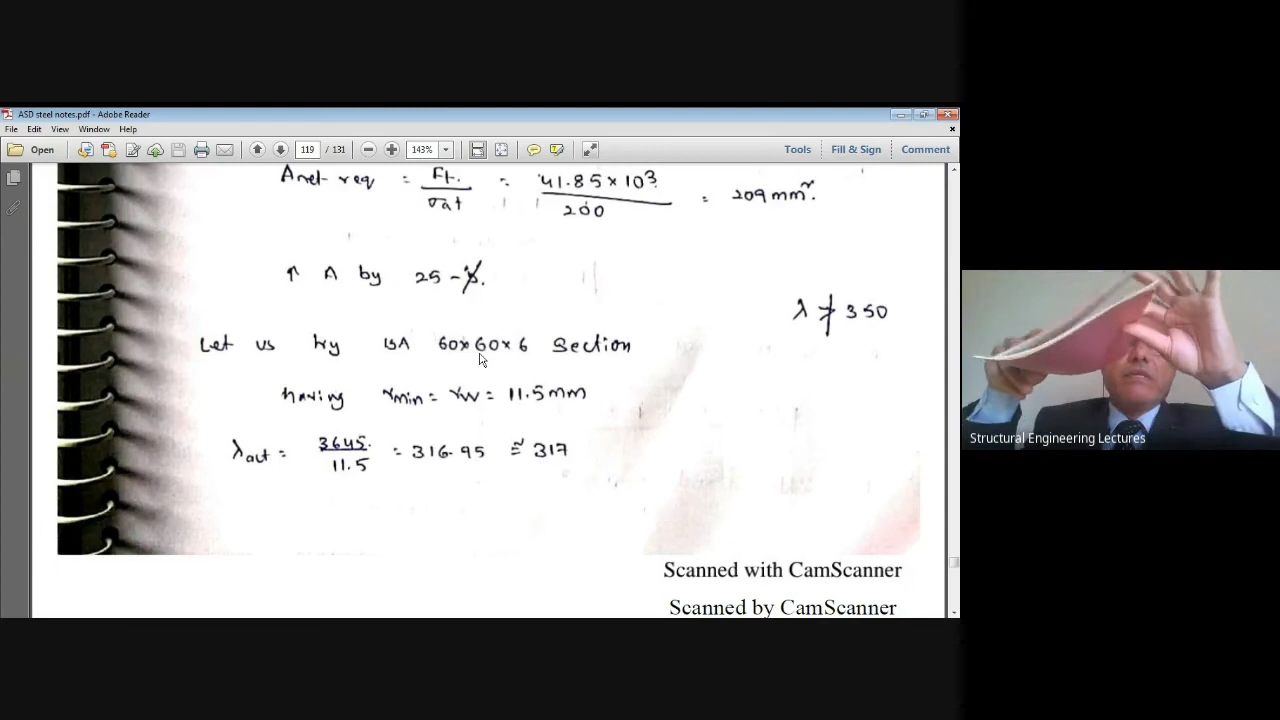 ASD steel notes.pdf - Adobe Reader
File Edit View Window Help
Open 119 / 131 143% Tools Fill & Sign Comment
Anet req = Ft. / σat = 41.85 × 10³ / 200 = 209 mm².
↑ A by 25 %.
λ ≯ 350
Let us try ISA 60×60×6 Section
having rmin = rvv = 11.5mm
λact = 3645. / 11.5 = 316.95 ≅ 317
Structural Engineering Lectures
Scanned with CamScanner
Scanned by CamScanner